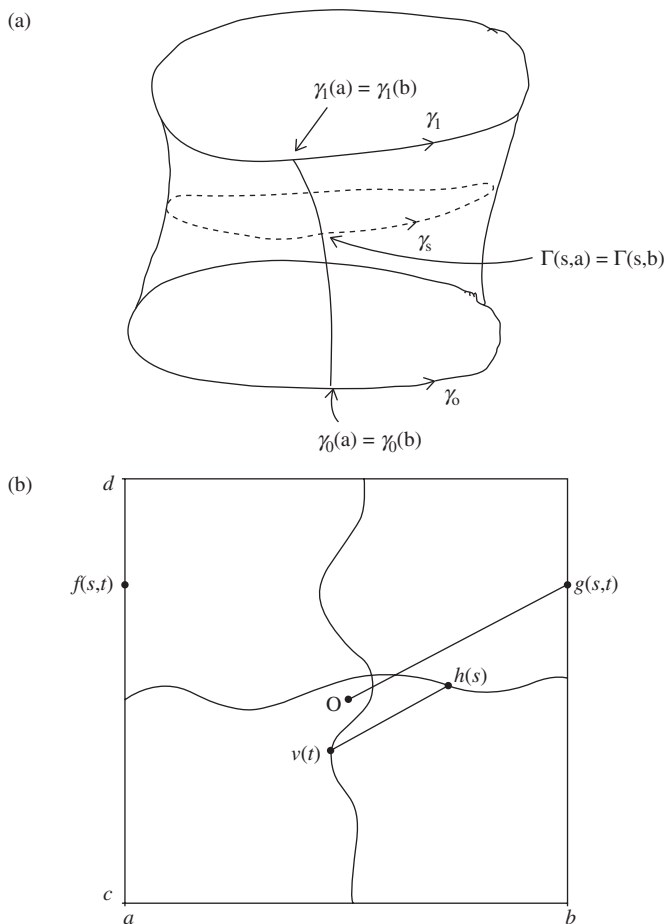 (a)
γ₁(a) = γ₁(b)
γ₁
γₛ
Γ(s,a) = Γ(s,b)
γₒ
γ₀(a) = γ₀(b)
(b)
d
f(s,t)
g(s,t)
h(s)
O
v(t)
c
a b